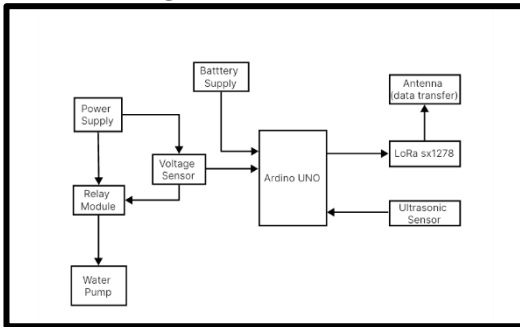 Batttery
Supply
Antenna
(data transfer)
Power
Supply
Voltage
Sensor
Ardino UNO
LoRa sx1278
Relay
Module
Ultrasonic
Sensor
Water
Pump